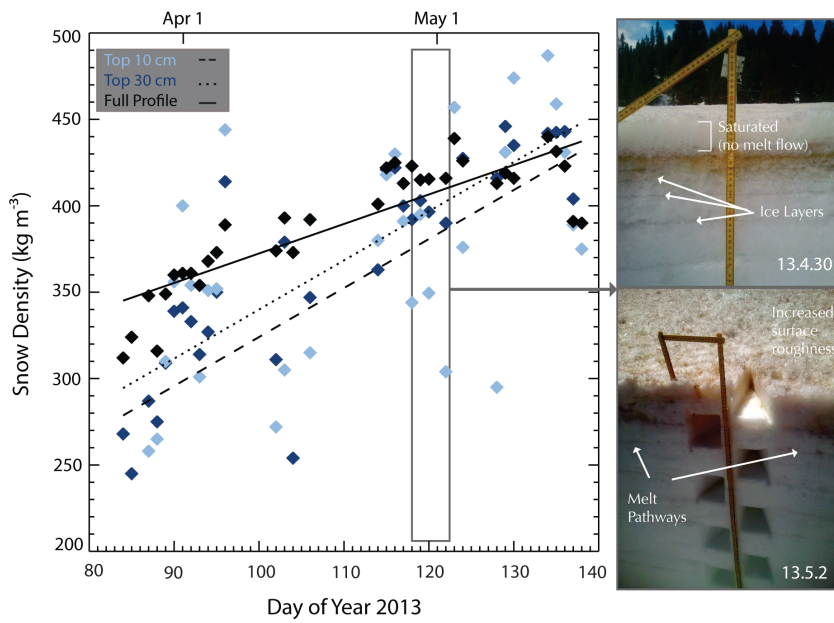 Apr 1
May 1
500
450
400
350
300
250
200
Snow Density (kg m-3)
Top 10 cm
Top 30 cm
Full Profile
80
90
100
110
120
130
140
Day of Year 2013
Saturated
(no melt flow)
Ice Layers
13.4.30
Increased
surface
roughness
Melt
Pathways
13.5.2